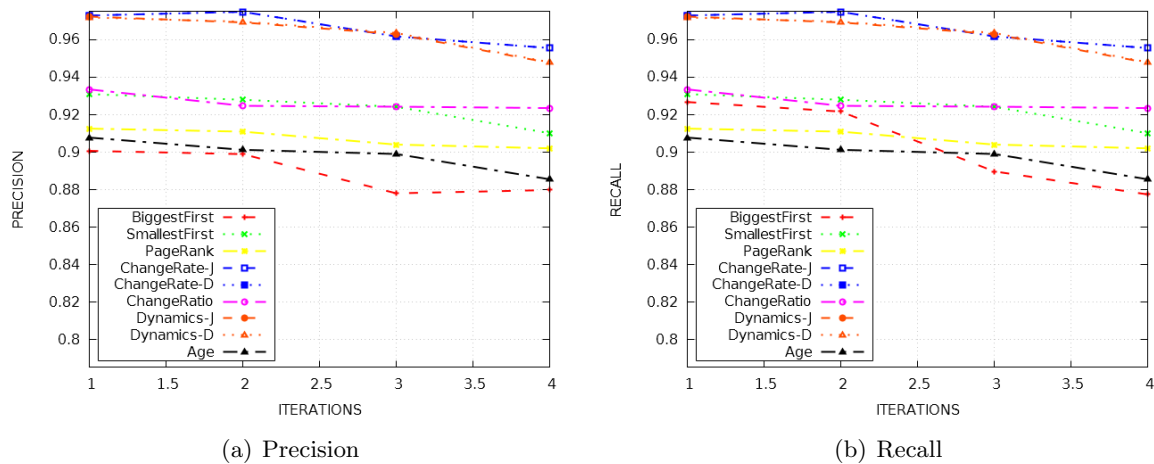 0.96
0.94
0.92
0.9
0.88
0.86
0.84
0.82
0.8
PRECISION
BiggestFirst
SmallestFirst
PageRank
ChangeRate-J
ChangeRate-D
ChangeRatio
Dynamics-J
Dynamics-D
Age
1 1.5 2 2.5 3 3.5 4
ITERATIONS
(a) Precision
0.96
0.94
0.92
0.9
0.88
0.86
0.84
0.82
0.8
RECALL
BiggestFirst
SmallestFirst
PageRank
ChangeRate-J
ChangeRate-D
ChangeRatio
Dynamics-J
Dynamics-D
Age
1 1.5 2 2.5 3 3.5 4
ITERATIONS
(b) Recall